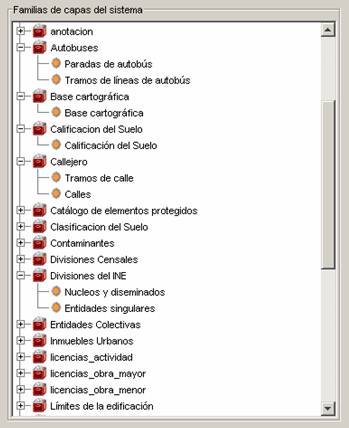 Familias de capas del sistema
anotacion
Autobuses
Paradas de autobús
Tramos de líneas de autobús
Base cartográfica
Base cartográfica
Calificacion del Suelo
Calificación del Suelo
Callejero
Tramos de calle
Calles
Catálogo de elementos protegidos
Clasificacion del Suelo
Contaminantes
Divisiones Censales
Divisiones del INE
Nucleos y diseminados
Entidades singulares
Entidades Colectivas
Inmuebles Urbanos
licencias_actividad
licencias_obra_mayor
licencias_obra_menor
Límites de la edificación